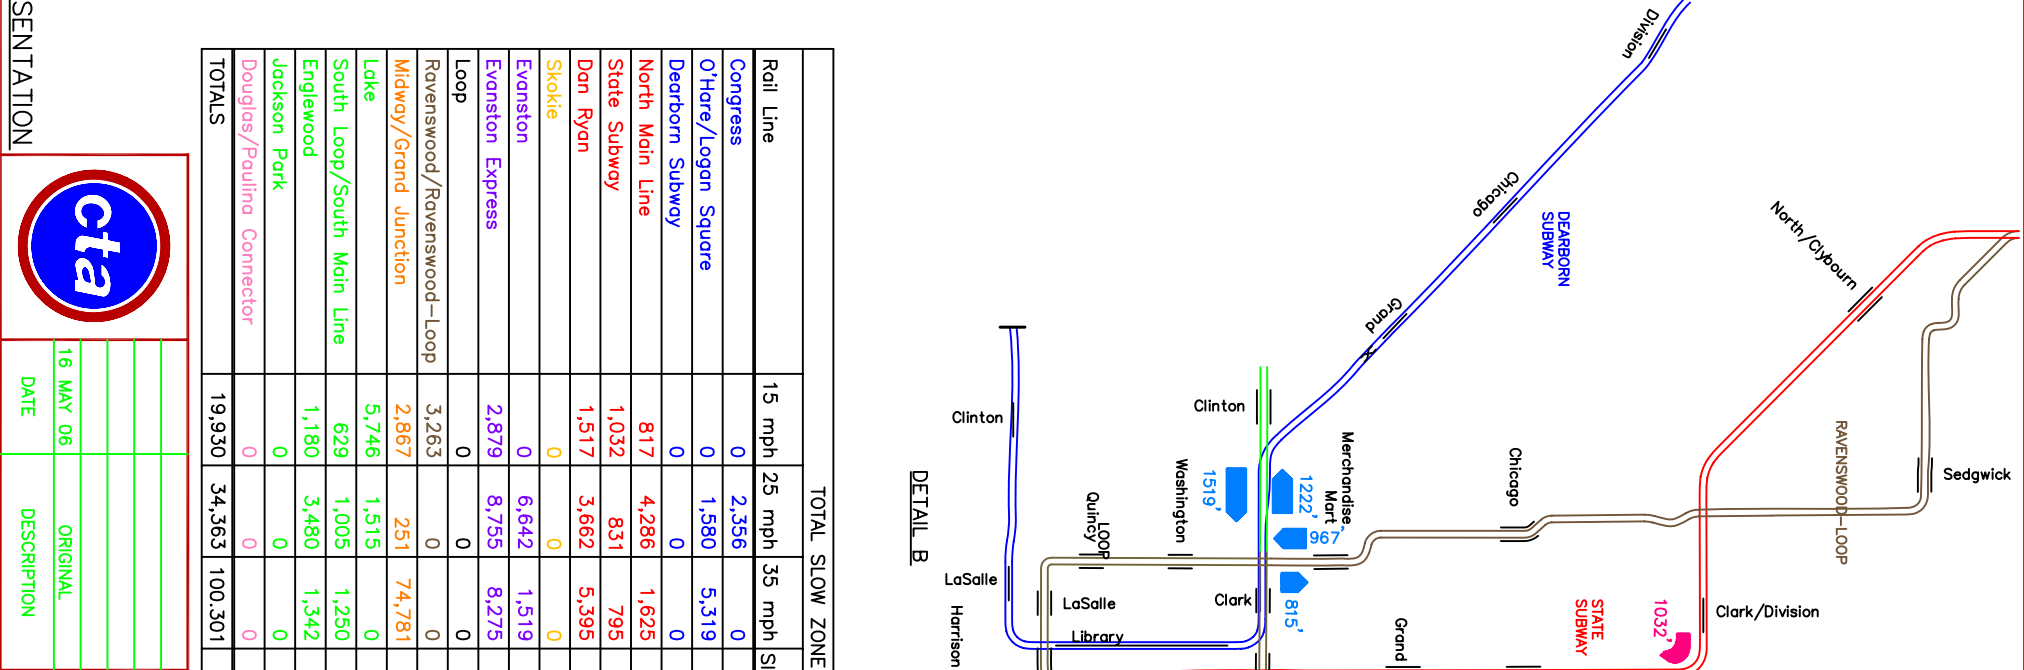 TOTAL SLOW ZONE
Rail Line 15 mph 25 mph 35 mph
Congress 0 2,356 0
O'Hare/Logan Square 0 1,580 5,319
Dearborn Subway 0 0 0
North Main Line 817 4,286 1,625
State Subway 1,032 831 795
Dan Ryan 1,517 3,662 5,395
Skokie 0 0 0
Evanston 0 6,642 1,519
Evanston Express 2,879 8,755 8,275
Loop 0 0 0
Ravenswood/Ravenswood-Loop 3,263 0 0
Midway/Grand Junction 2,867 251 74,781
Lake 5,746 1,515 0
South Loop/South Main Line 629 1,005 1,250
Englewood 1,180 3,480 1,342
Jackson Park 0 0 0
Douglas/Paulina Connector 0 0 0
TOTALS 19,930 34,363 100.301
SENTATION
cta
16 MAY 06 ORIGINAL
DATE DESCRIPTION
Division
Chicago
DEARBORN
SUBWAY
Grand
North/Clybourn
Sedgwick
RAVENSWOOD-LOOP
Clinton
Clinton
Merchandise
Mart
Chicago
Washington
1519'
1222'
967'
815'
Quincy
LOOP
DETAIL B
LaSalle
LaSalle
Clark
Library
Harrison
Grand
STATE
SUBWAY
1032'
Clark/Division